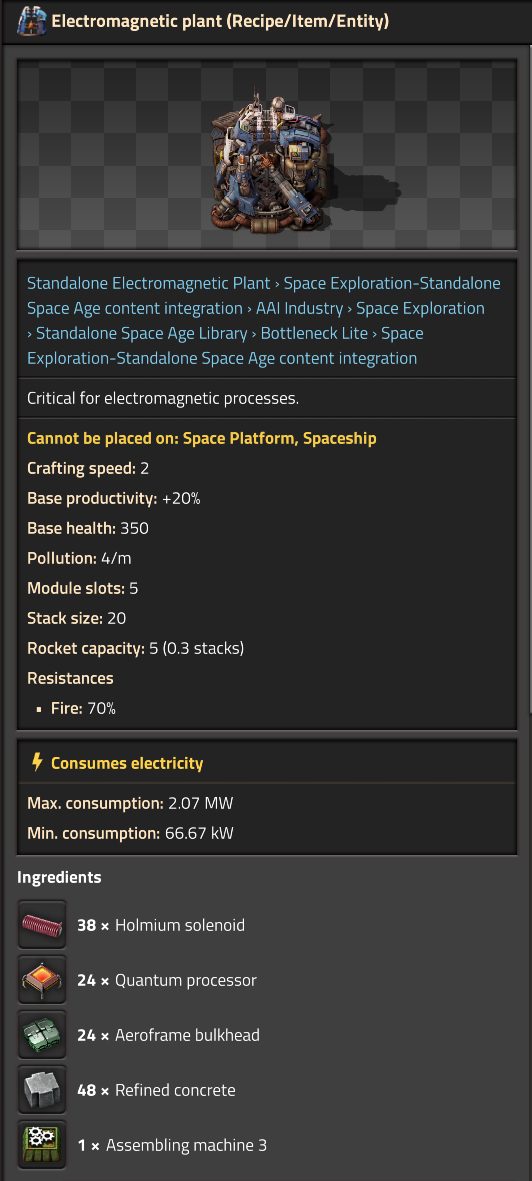 Electromagnetic plant (Recipe/Item/Entity)
Standalone Electromagnetic Plant › Space Exploration-Standalone
Space Age content integration › AAI Industry › Space Exploration
› Standalone Space Age Library › Bottleneck Lite › Space
Exploration-Standalone Space Age content integration
Critical for electromagnetic processes.
Cannot be placed on: Space Platform, Spaceship
Crafting speed: 2
Base productivity: +20%
Base health: 350
Pollution: 4/m
Module slots: 5
Stack size: 20
Rocket capacity: 5 (0.3 stacks)
Resistances
▪ Fire: 70%
Consumes electricity
Max. consumption: 2.07 MW
Min. consumption: 66.67 kW
Ingredients
38 × Holmium solenoid
24 × Quantum processor
24 × Aeroframe bulkhead
48 × Refined concrete
1 × Assembling machine 3